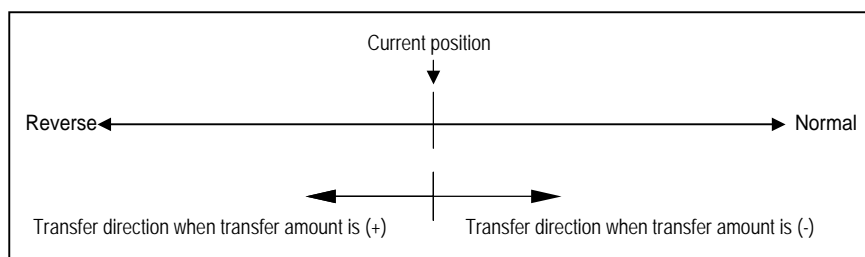 Current position
Reverse
Normal
Transfer direction when transfer amount is (+)
Transfer direction when transfer amount is (-)